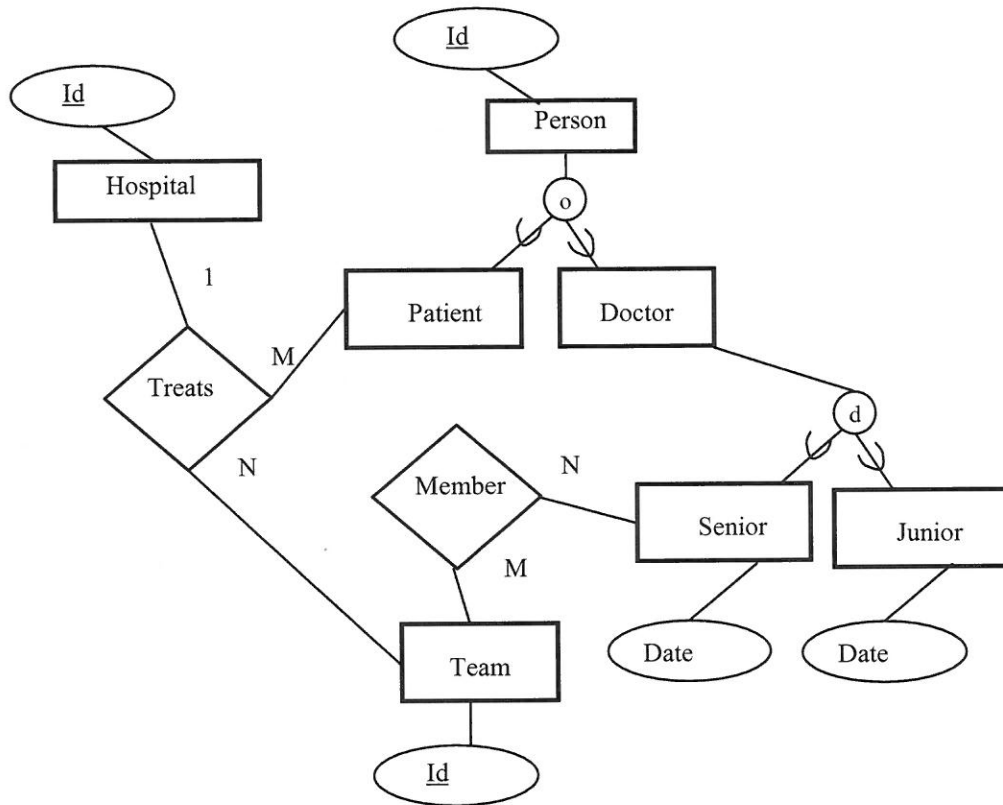 Id
Id
Person
Hospital
o
1
Patient
Doctor
M
Treats
d
N
Member
N
Senior
Junior
M
Team
Date
Date
Id